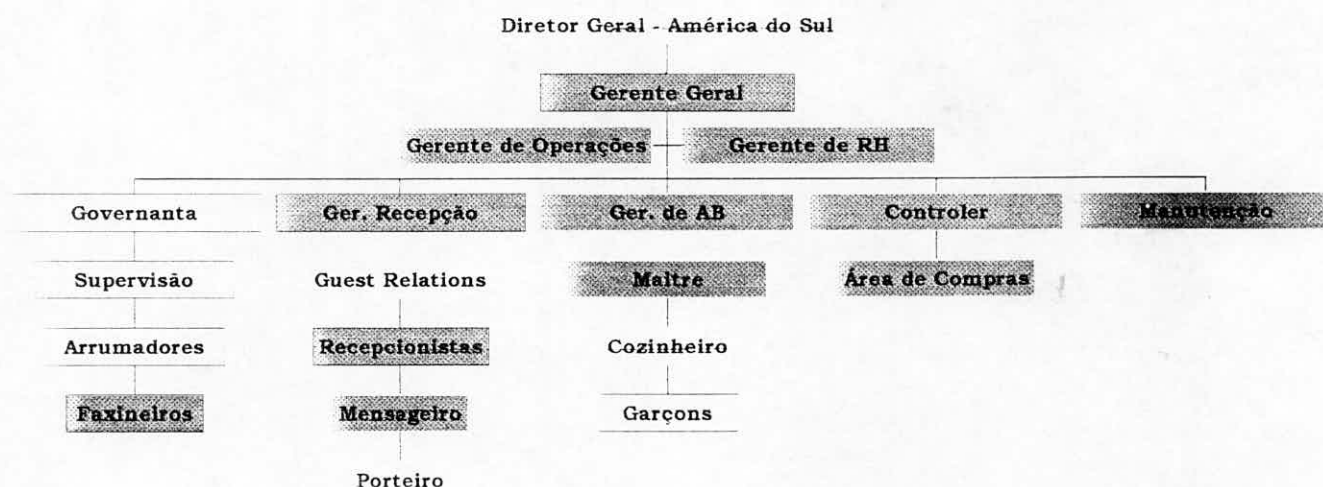 Diretor Geral - América do Sul
Gerente Geral
Gerente de Operações Gerente de RH
Governanta Ger. Recepção Ger. de AB Controler Manutenção
Supervisão Guest Relations Maître Área de Compras
Arrumadores Recepcionistas Cozinheiro
Faxineiros Mensageiro Garçons
Porteiro